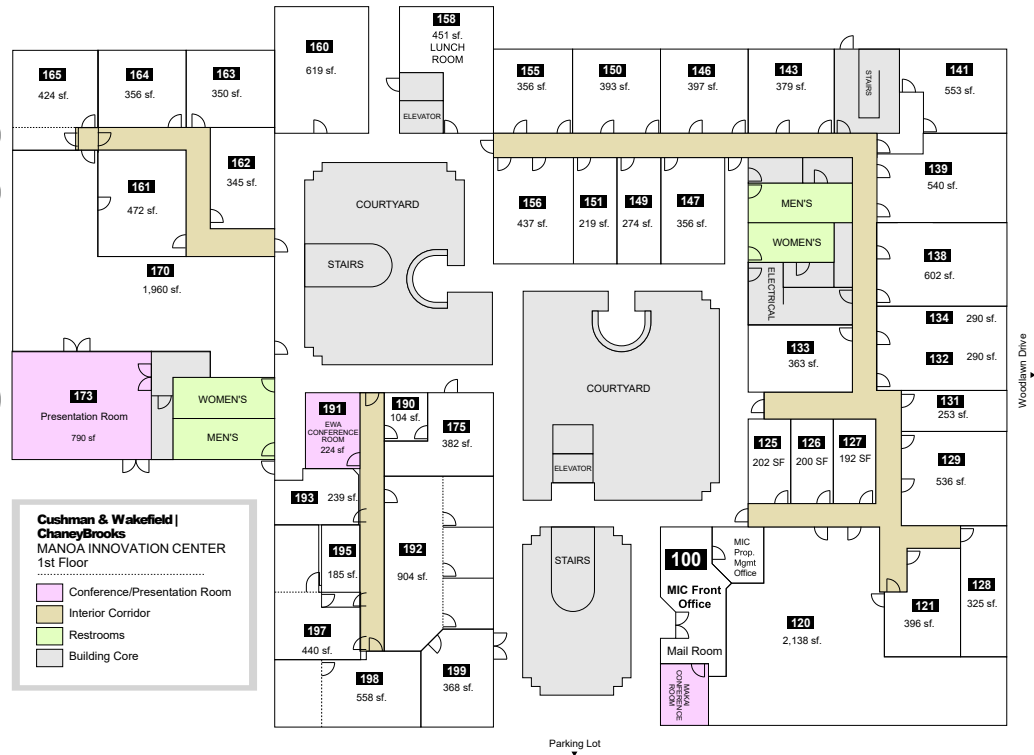 158
451 sf.
LUNCH
ROOM
ELEVATOR
160
619 sf.
165
424 sf.
164
356 sf.
163
350 sf.
155
356 sf.
150
393 sf.
146
397 sf.
143
379 sf.
STAIRS
141
553 sf.
162
345 sf.
161
472 sf.
170
1,960 sf.
COURTYARD
STAIRS
156
437 sf.
151
219 sf.
149
274 sf.
147
356 sf.
MEN'S
WOMEN'S
ELECTRICAL
139
540 sf.
138
602 sf.
134 290 sf.
132 290 sf.
133
363 sf.
131
253 sf.
129
536 sf.
Woodlawn Drive
173
Presentation Room
790 sf
WOMEN'S
MEN'S
191
EWA
CONFERENCE
ROOM
224 sf
190
104 sf.
175
382 sf.
COURTYARD
ELEVATOR
125
202 SF
126
200 SF
127
192 SF
193 239 sf.
195
185 sf.
192
904 sf.
197
440 sf.
198
558 sf.
199
368 sf.
STAIRS
100
MIC Front
Office
MIC
Prop.
Mgmt
Office
Mail Room
MAKAI
CONFERENCE
ROOM
120
2,138 sf.
121
396 sf.
128
325 sf.
Cushman & Wakefield |
ChaneyBrooks
MANOA INNOVATION CENTER
1st Floor
Conference/Presentation Room
Interior Corridor
Restrooms
Building Core
Parking Lot